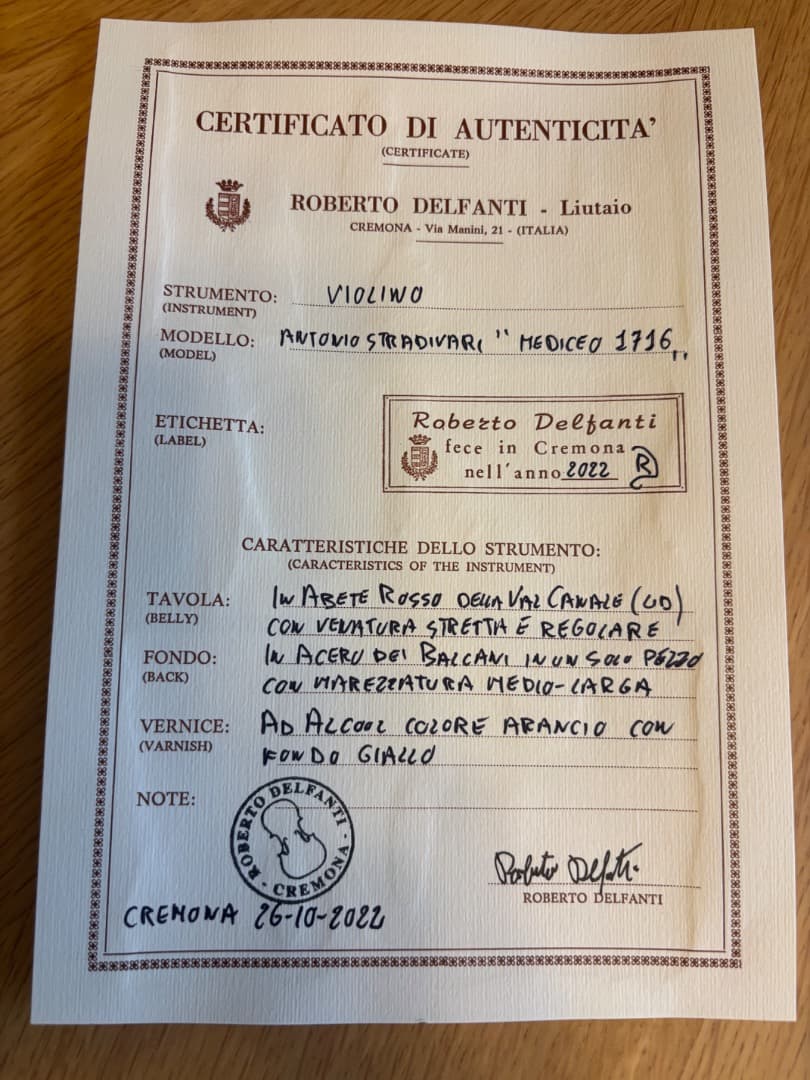 CERTIFICATO DI AUTENTICITA'
(CERTIFICATE)
ROBERTO DELFANTI - Liutaio
CREMONA - Via Manini, 21 - (ITALIA)
STRUMENTO: VIOLINO
(INSTRUMENT)
MODELLO: ANTONIO STRADIVARI "MEDICEO 1716"
(MODEL)
ETICHETTA:
(LABEL)
Roberto Delfanti
fece in Cremona
nell'anno 2022 RD
CARATTERISTICHE DELLO STRUMENTO:
(CHARACTERISTICS OF THE INSTRUMENT)
TAVOLA: IN ABETE ROSSO DELLA VAL CANALE (UD)
(BELLY) CON VENATURA STRETTA E REGOLARE
FONDO: IN ACERO DEI BALCANI IN UN SOLO PEZZO
(BACK) CON MAREZZATURA MEDIO-LARGA
VERNICE: AD ALCOOL COLORE ARANCIO CON
(VARNISH) FONDO GIALLO
NOTE:
ROBERTO DELFANTI - CREMONA -
Roberto Delfanti
ROBERTO DELFANTI
CREMONA 26-10-2022